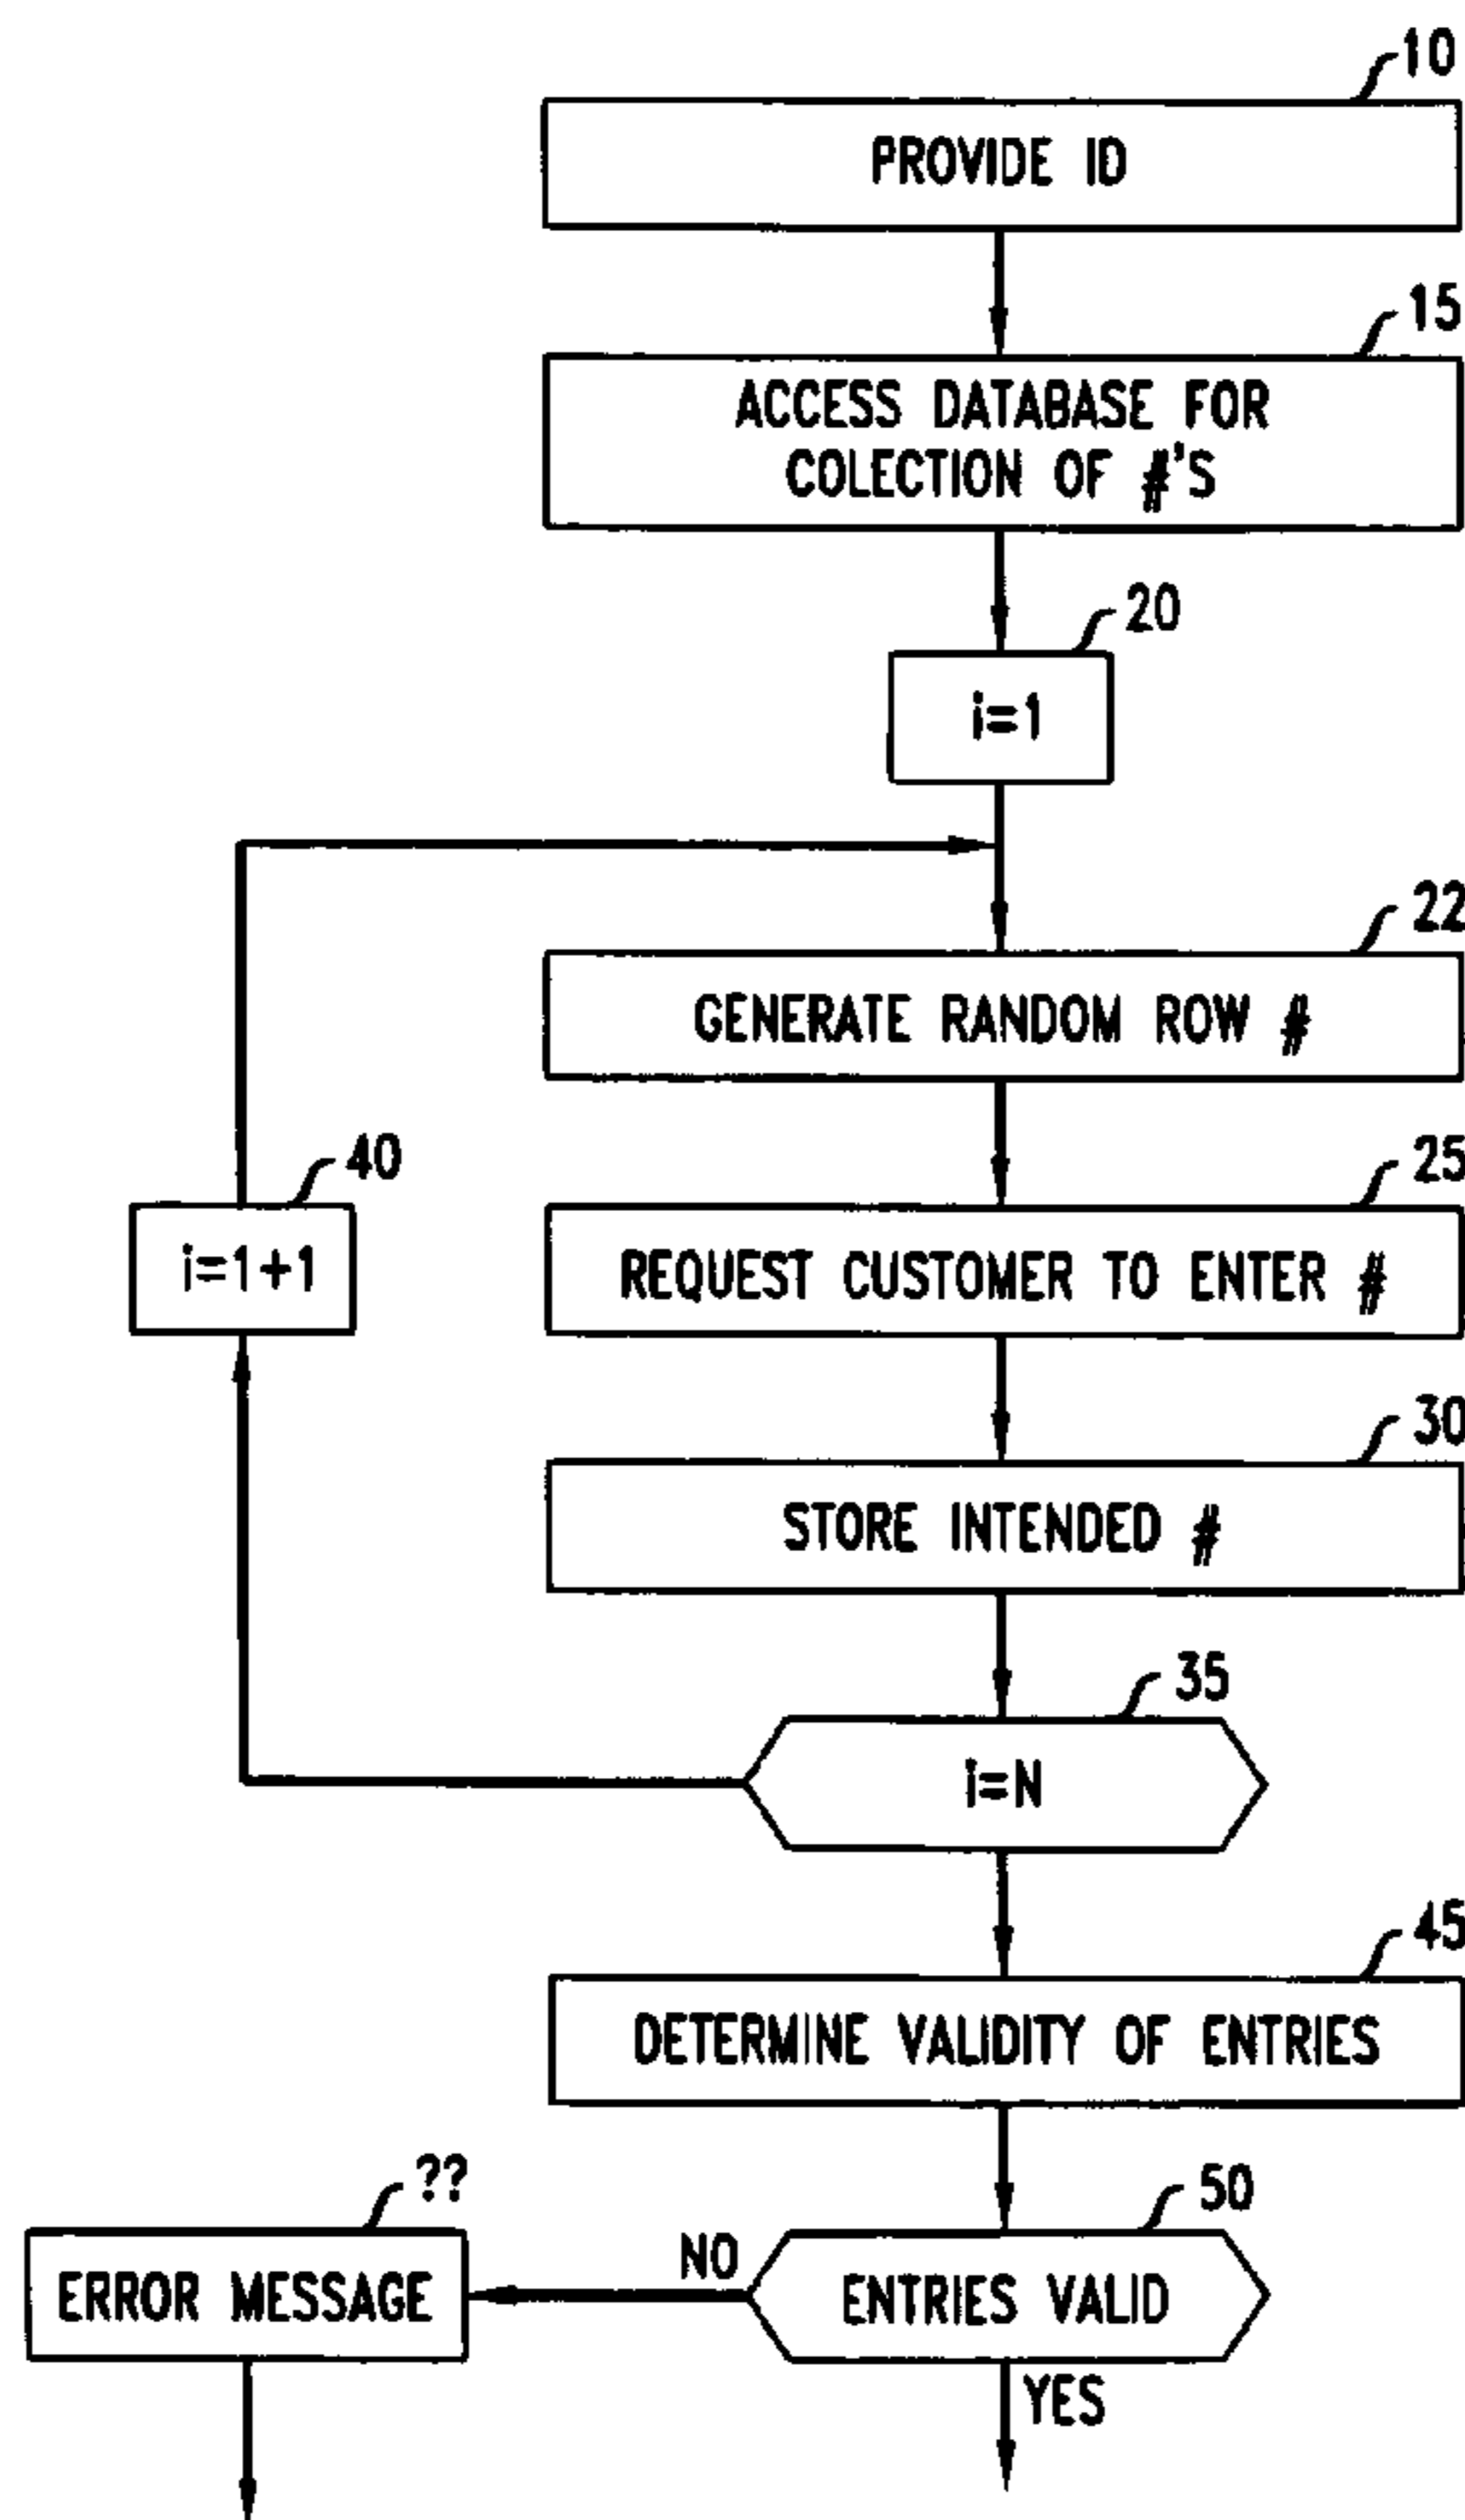 10
PROVIDE ID
15
ACCESS DATABASE FOR
COLECTION OF #'S
20
i=1
22
GENERATE RANDOM ROW #
40
i=1+1
25
REQUEST CUSTOMER TO ENTER #
30
STORE INTENDED #
35
i=N
45
DETERMINE VALIDITY OF ENTRIES
??
ERROR MESSAGE
NO
50
ENTRIES VALID
YES